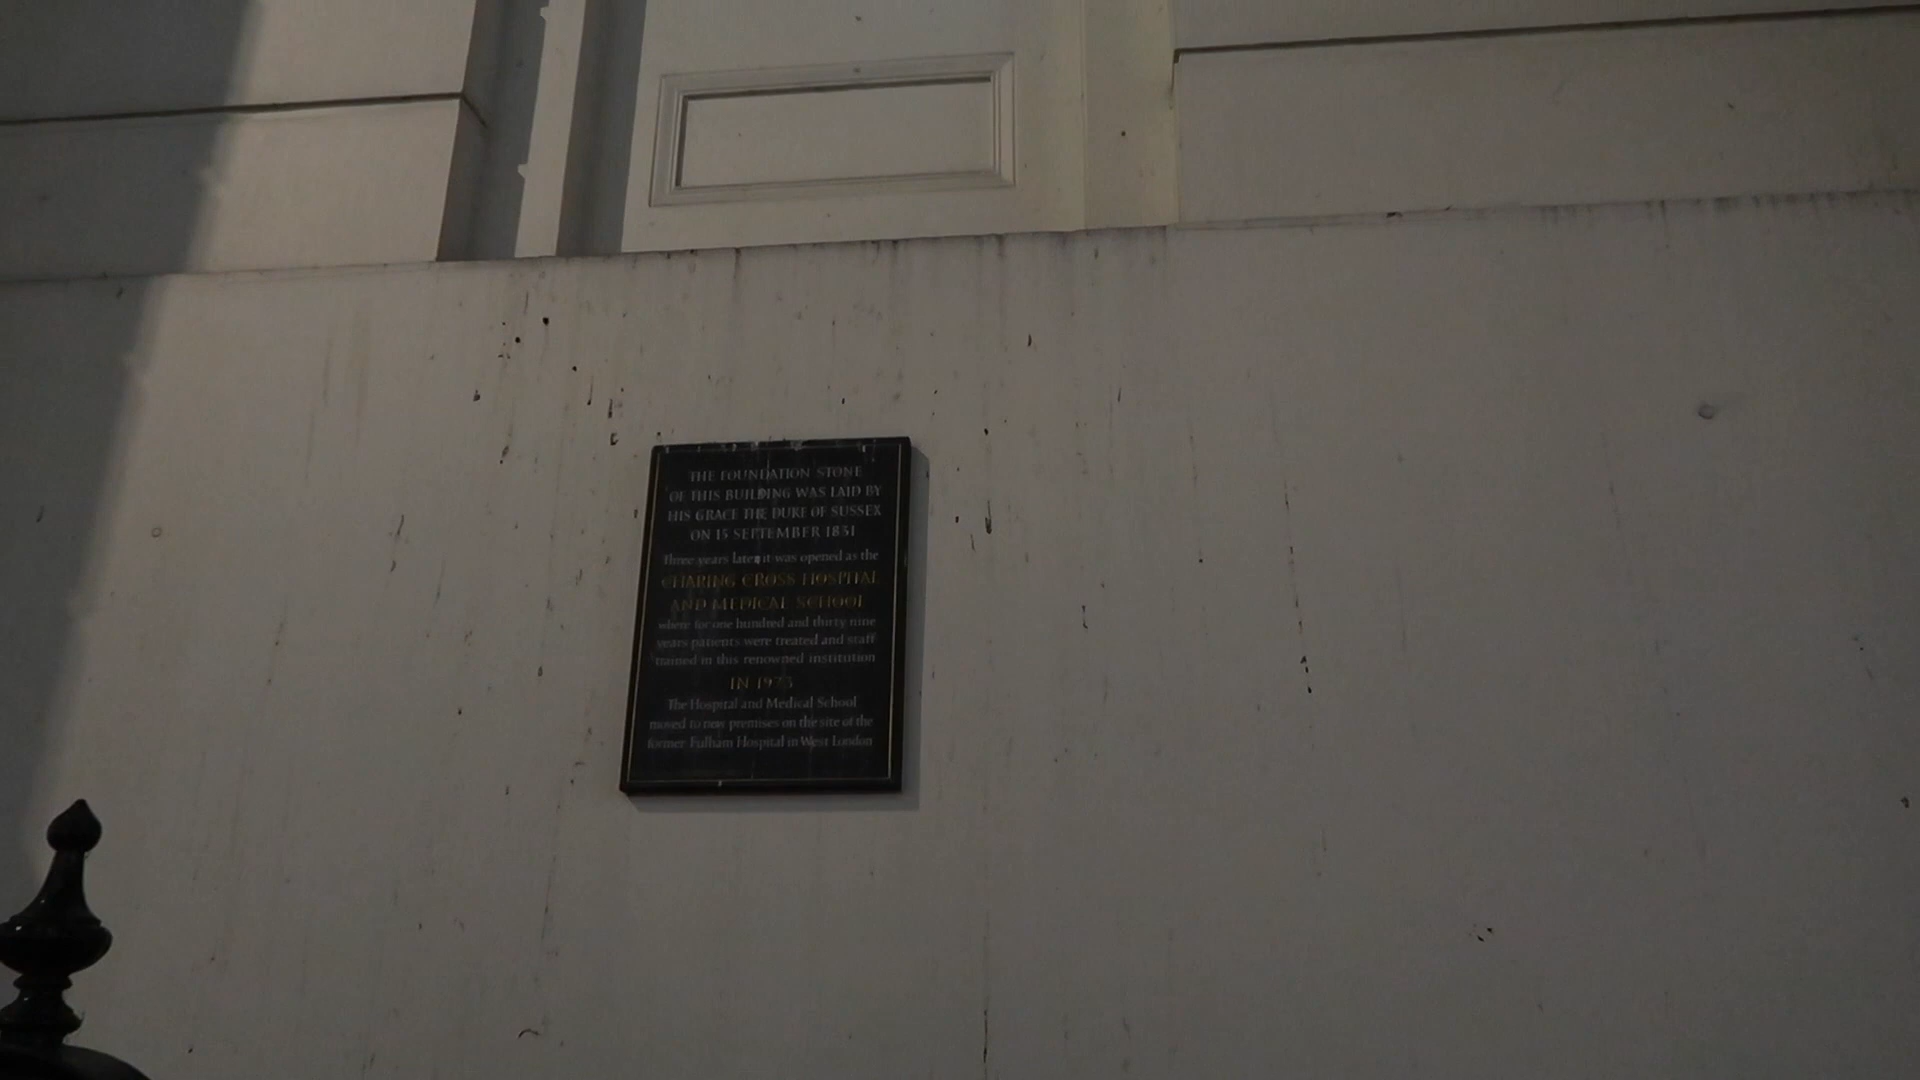 THE FOUNDATION STONE
OF THIS BUILDING WAS LAID BY
HIS GRACE THE DUKE OF SUSSEX
ON 15 SEPTEMBER 1831
Three years later it was opened as the
CHARING CROSS HOSPITAL
AND MEDICAL SCHOOL
where for one hundred and thirty nine
years patients were treated and staff
trained in this renowned institution
IN 1973
The Hospital and Medical School
moved to new premises on the site of the
former Fulham Hospital in West London